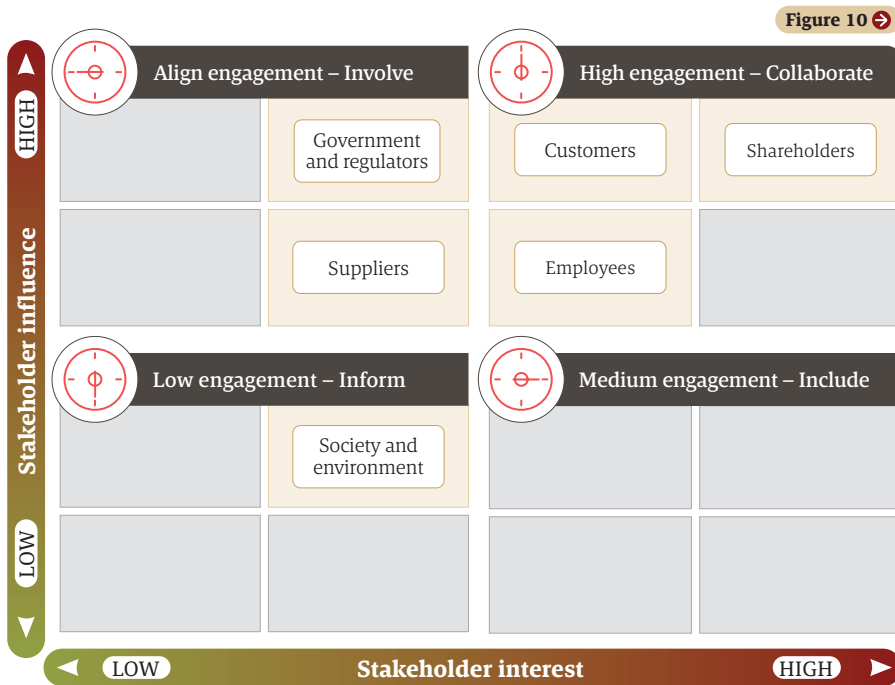 Figure 10
Align engagement – Involve
High engagement – Collaborate
HIGH
Government
and regulators
Customers
Shareholders
Suppliers
Employees
Stakeholder influence
Low engagement – Inform
Medium engagement – Include
Society and
environment
LOW
LOW
Stakeholder interest
HIGH